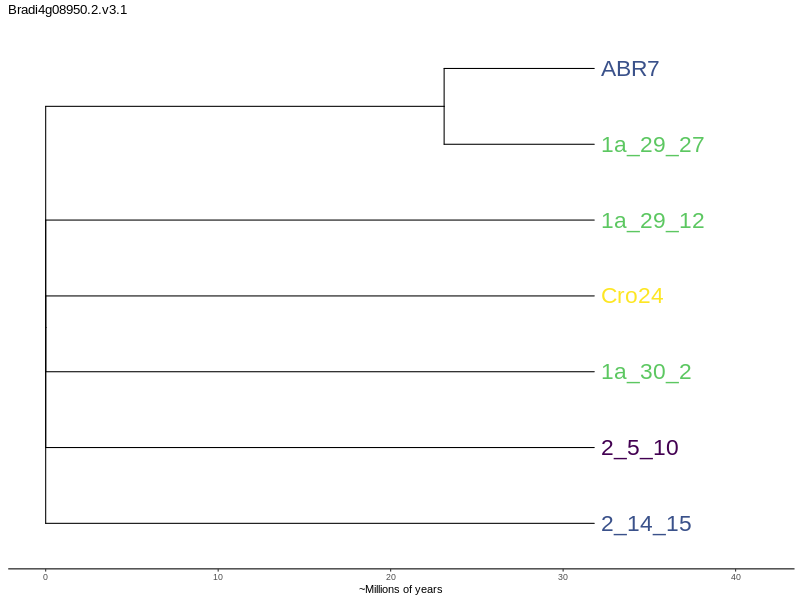 Bradi4g08950.2.v3.1
ABR7
1a_29_27
1a_29_12
Cro24
1a_30_2
2_5_10
2_14_15
0 10 20 30 40
~Millions of years